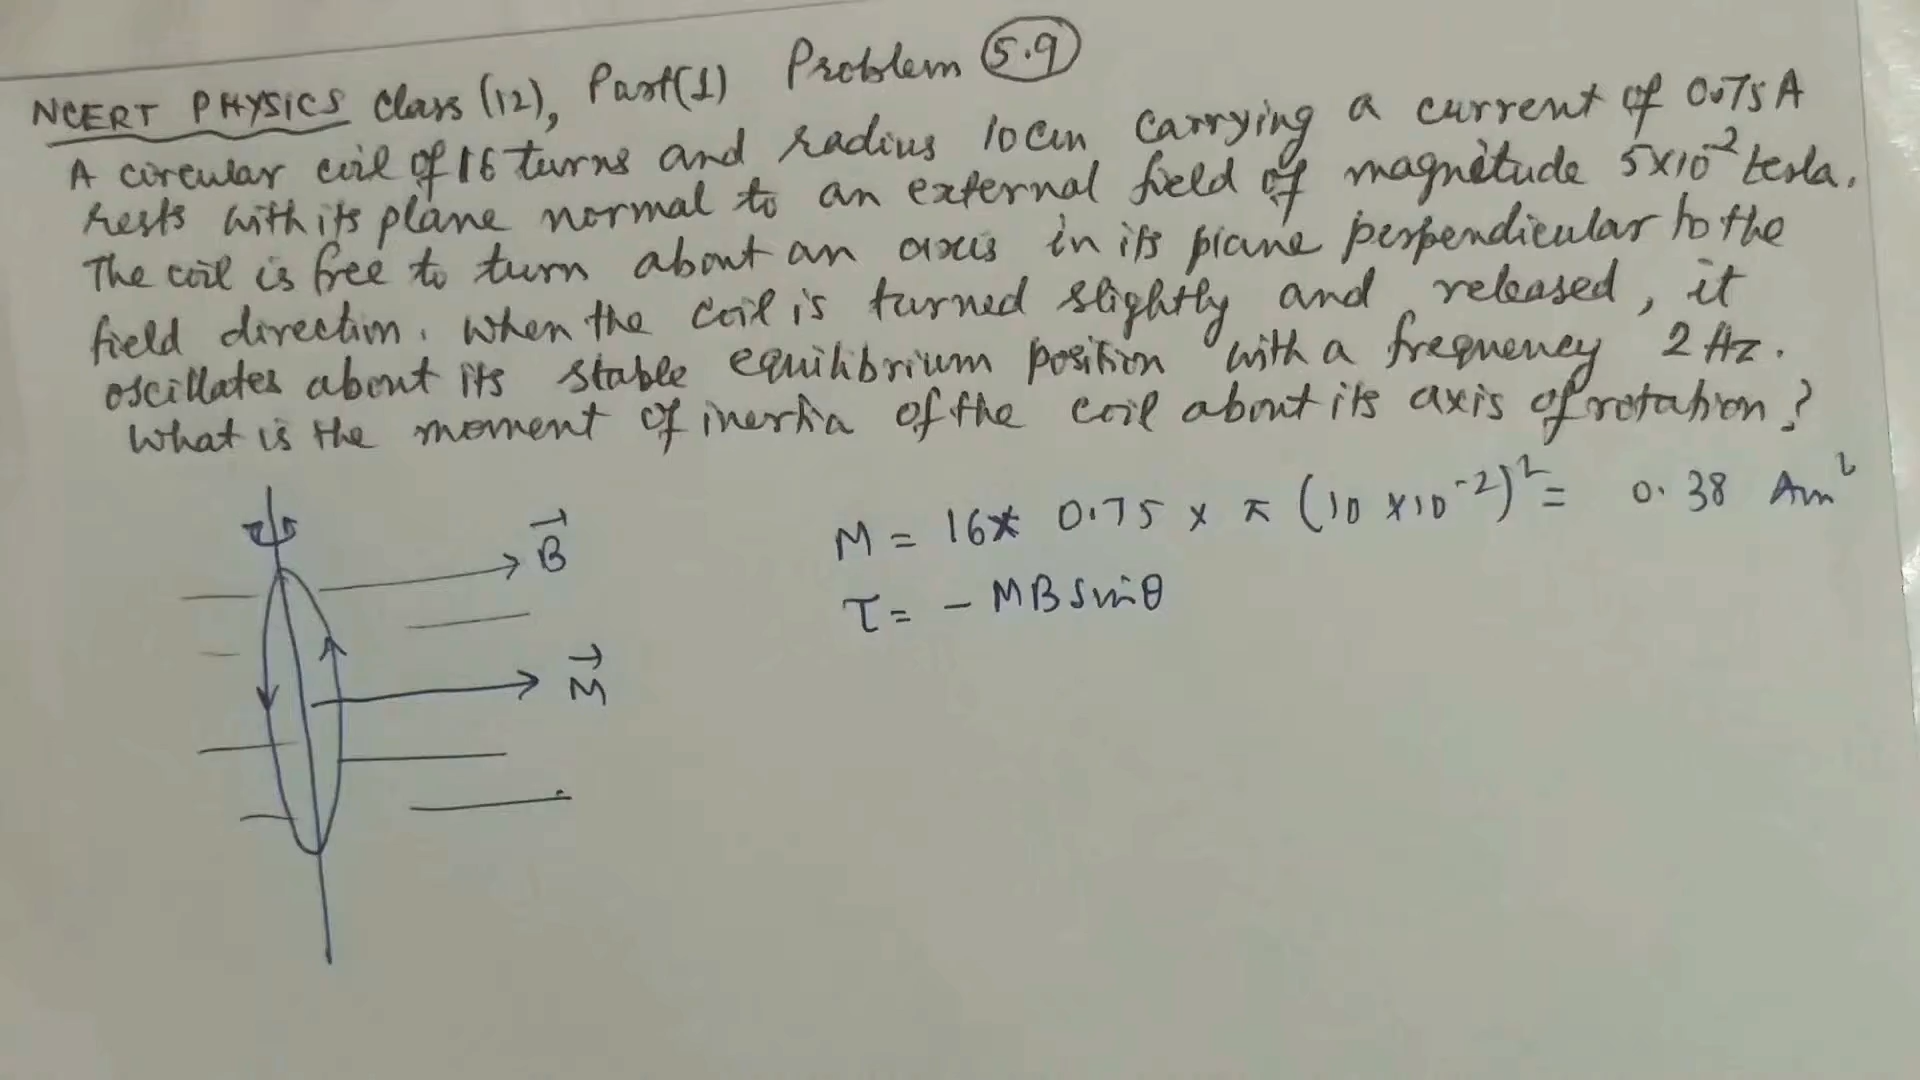 NCERT PHYSICS Class (12), Part(1) Problem 5.9
A circular coil of 16 turns and radius 10cm carrying a current of 0.75A
rests with its plane normal to an external field of magnitude 5×10⁻² tesla.
The coil is free to turn about an axis in its plane perpendicular to the
field direction. When the coil is turned slightly and released, it
oscillates about its stable equilibrium position with a frequency 2 Hz.
What is the moment of inertia of the coil about its axis of rotation?
M = 16 × 0.75 × π (10 × 10⁻²)² = 0.38 Am²
τ = - MB sinθ
B⃗
M⃗